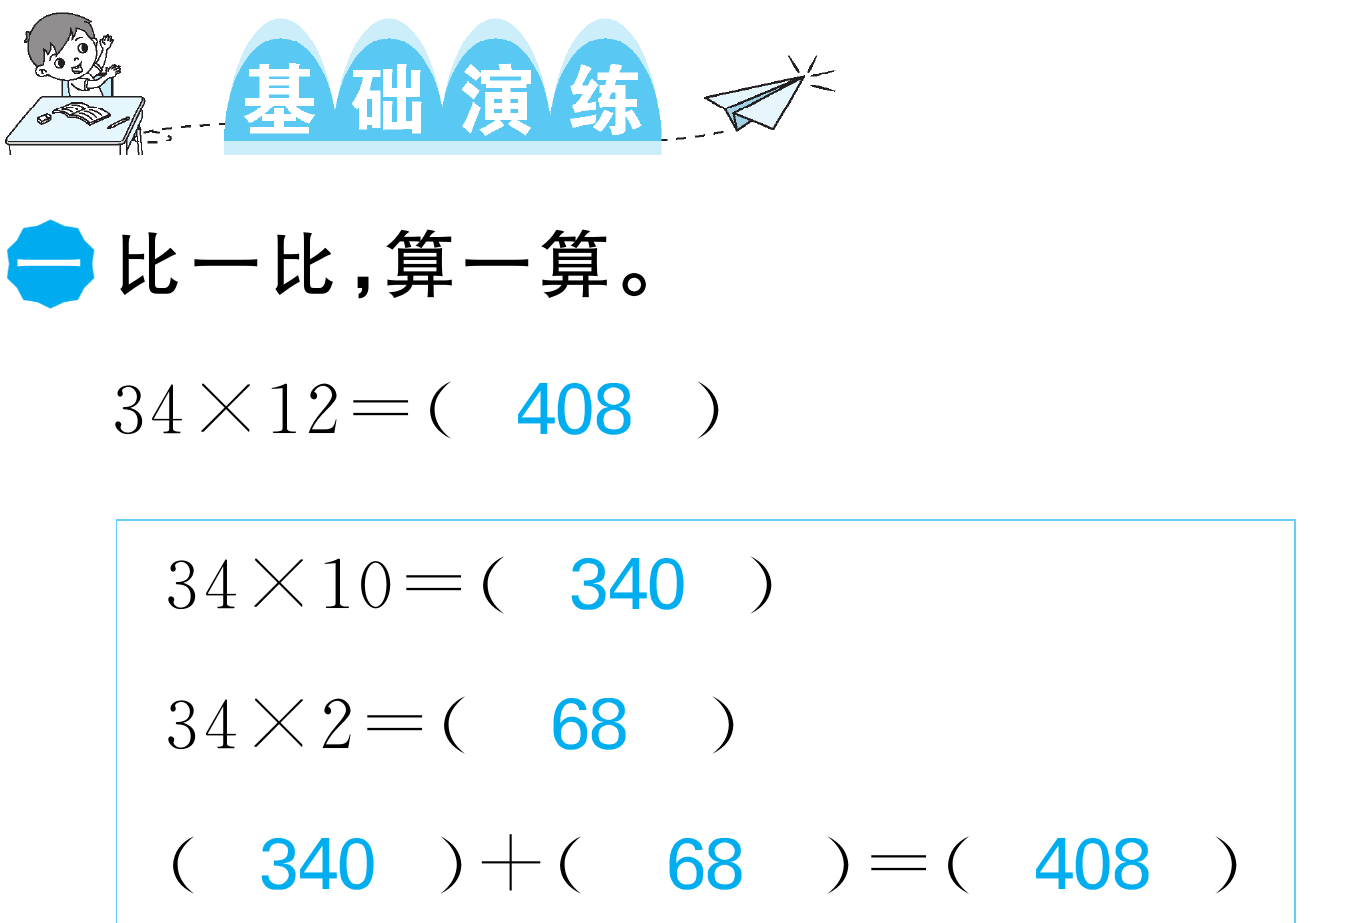 基础演练
一 比一比,算一算。
34×12=( 408 )
34×10=( 340 )
34×2=( 68 )
( 340 )+( 68 )=( 408 )